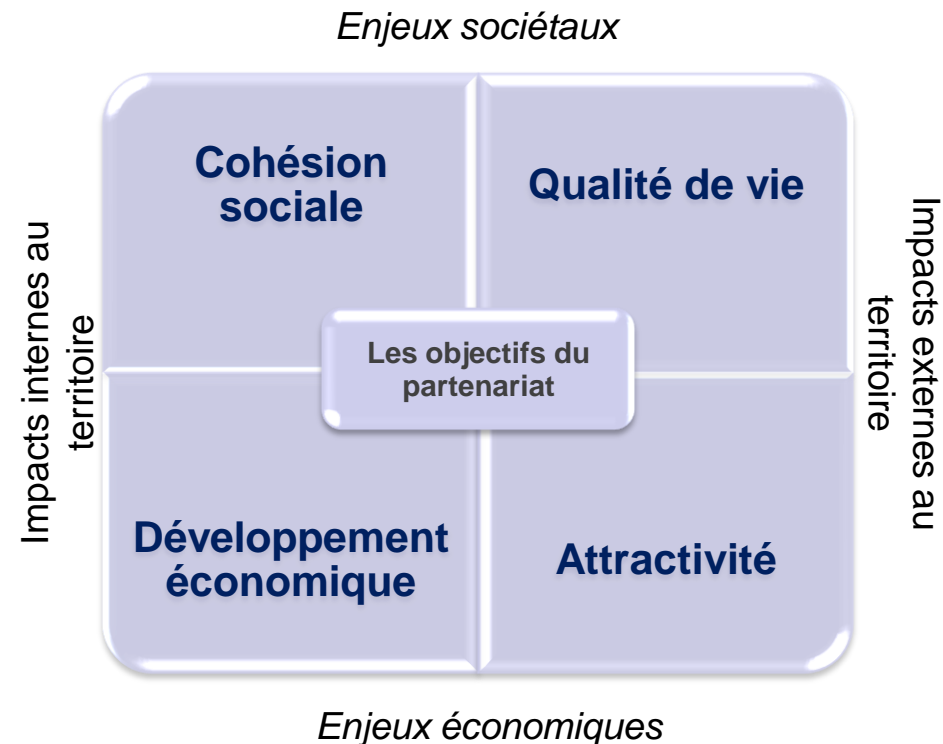 Enjeux sociétaux
Cohésion
sociale
Qualité de vie
Impacts internes au
territoire
Impacts externes au
territoire
Les objectifs du
partenariat
Développement
économique
Attractivité
Enjeux économiques